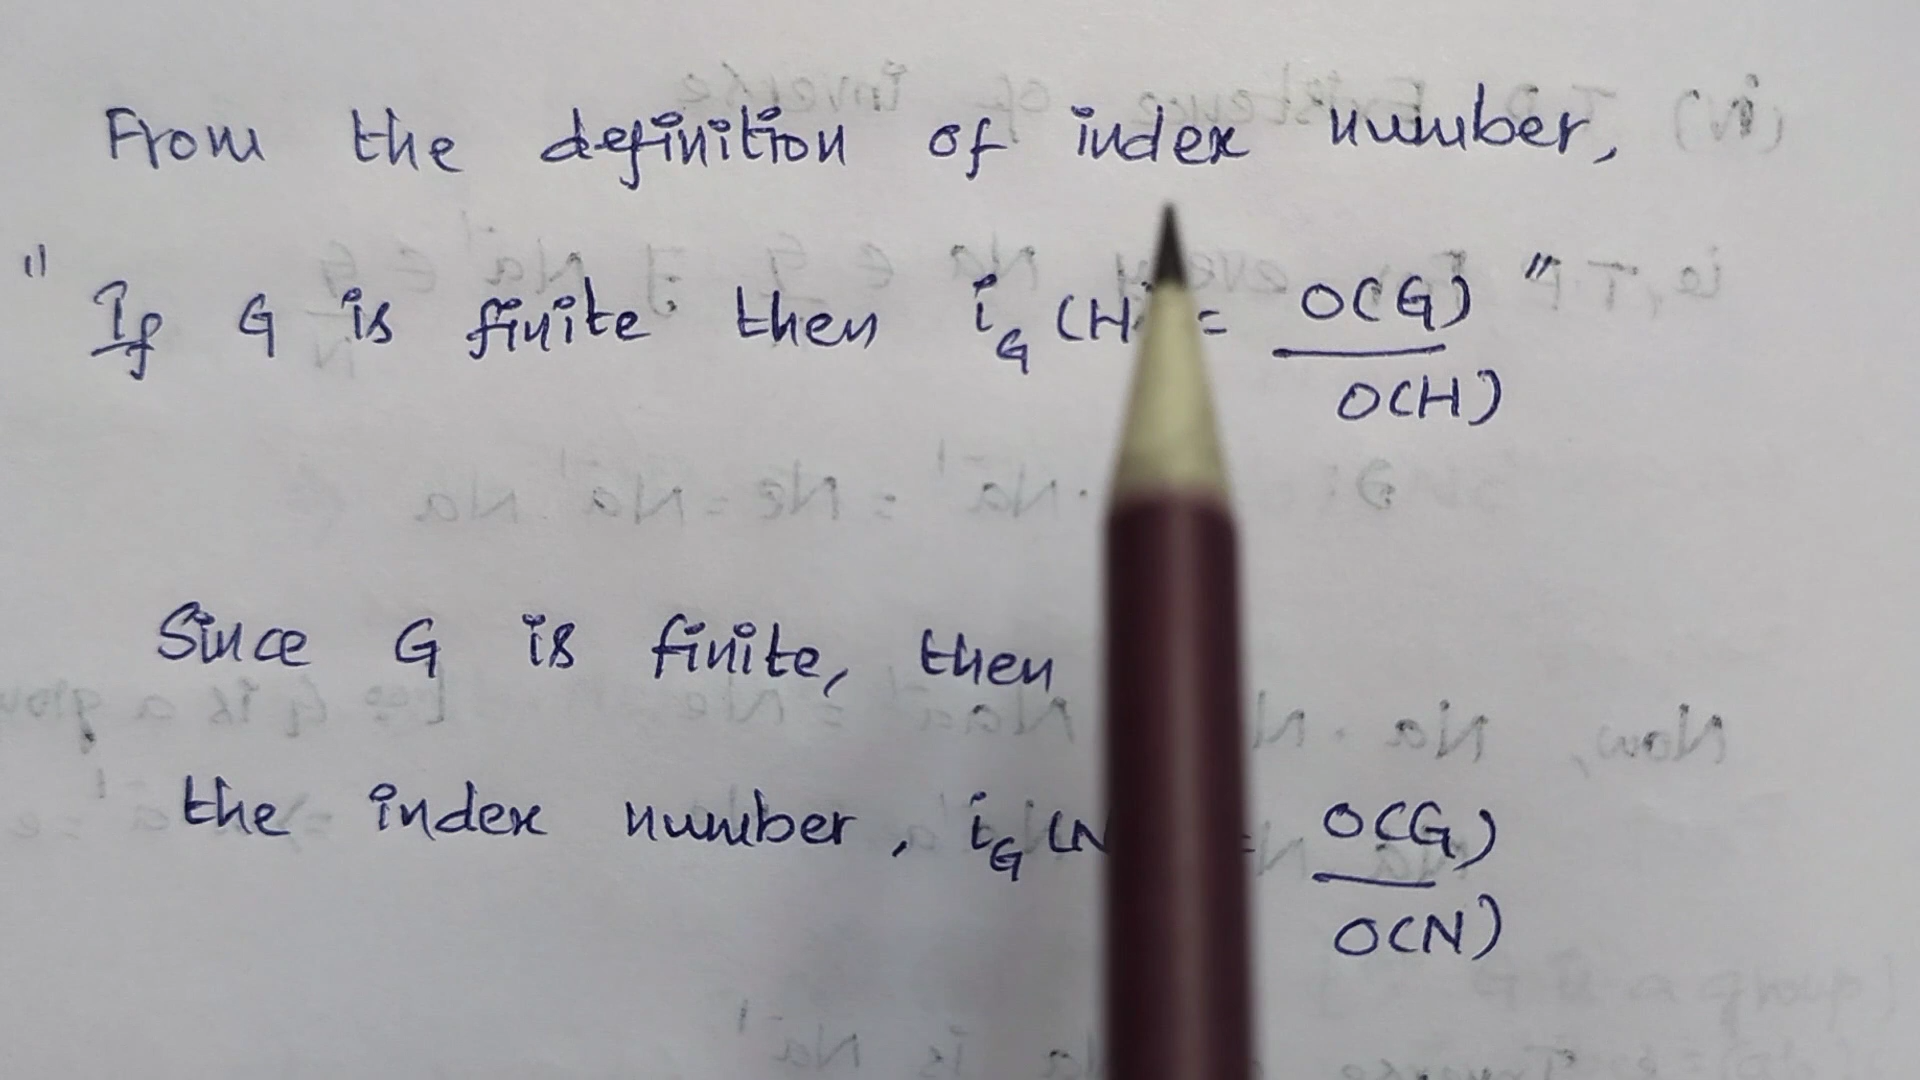 From the definition of index number,
" If G is finite then i_G (H = O(G)/O(H) "
Since G is finite, then
the index number, i_G (N = O(G)/O(N)